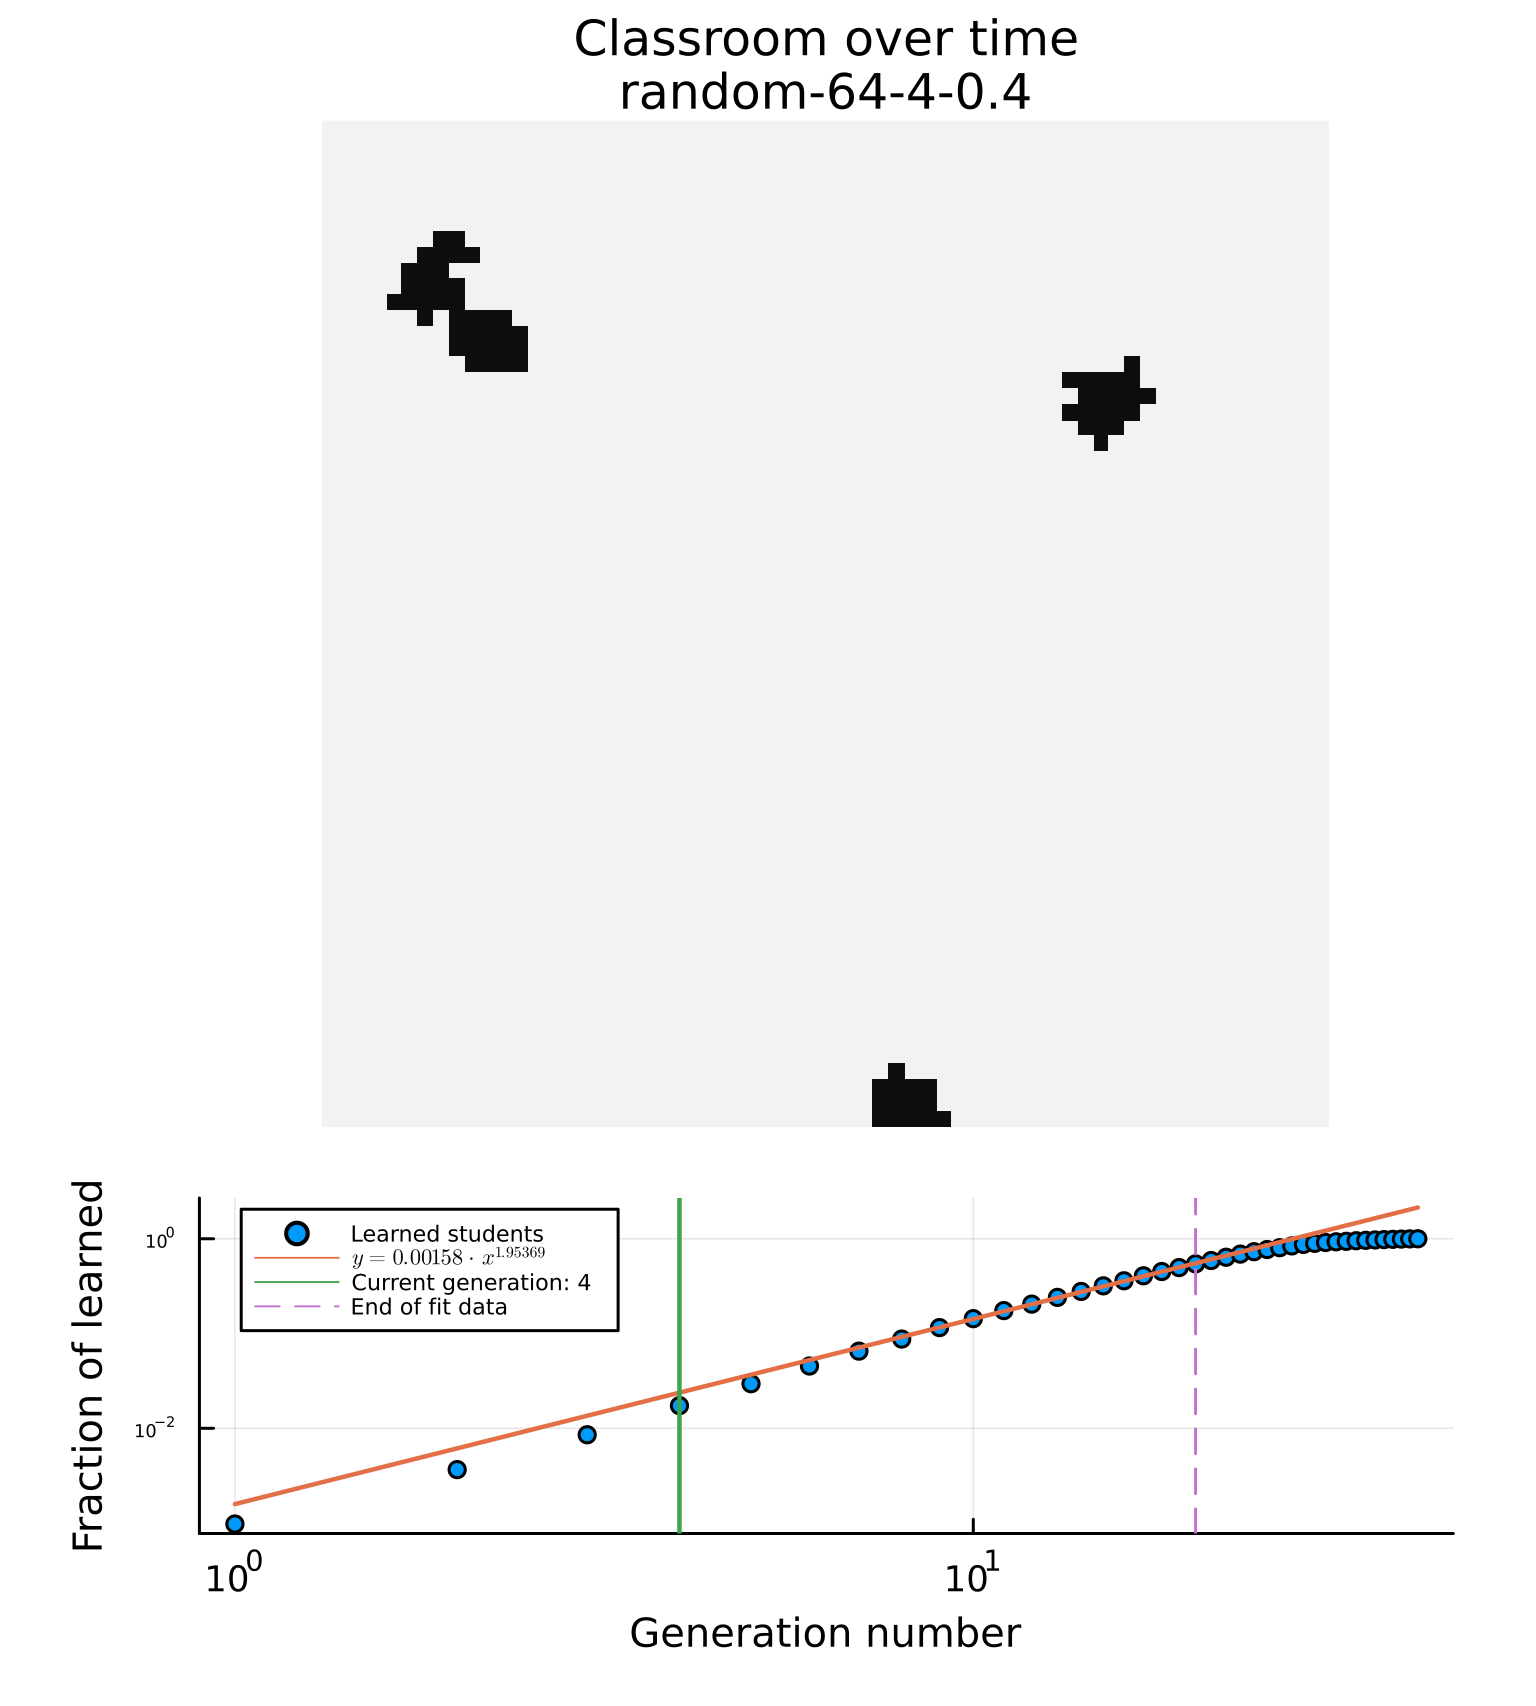 Classroom over time
random-64-4-0.4
Fraction of learned
10⁰
10⁻²
Learned students
y = 0.00158 · x^1.95369
Current generation: 4
End of fit data
10⁰
10¹
Generation number